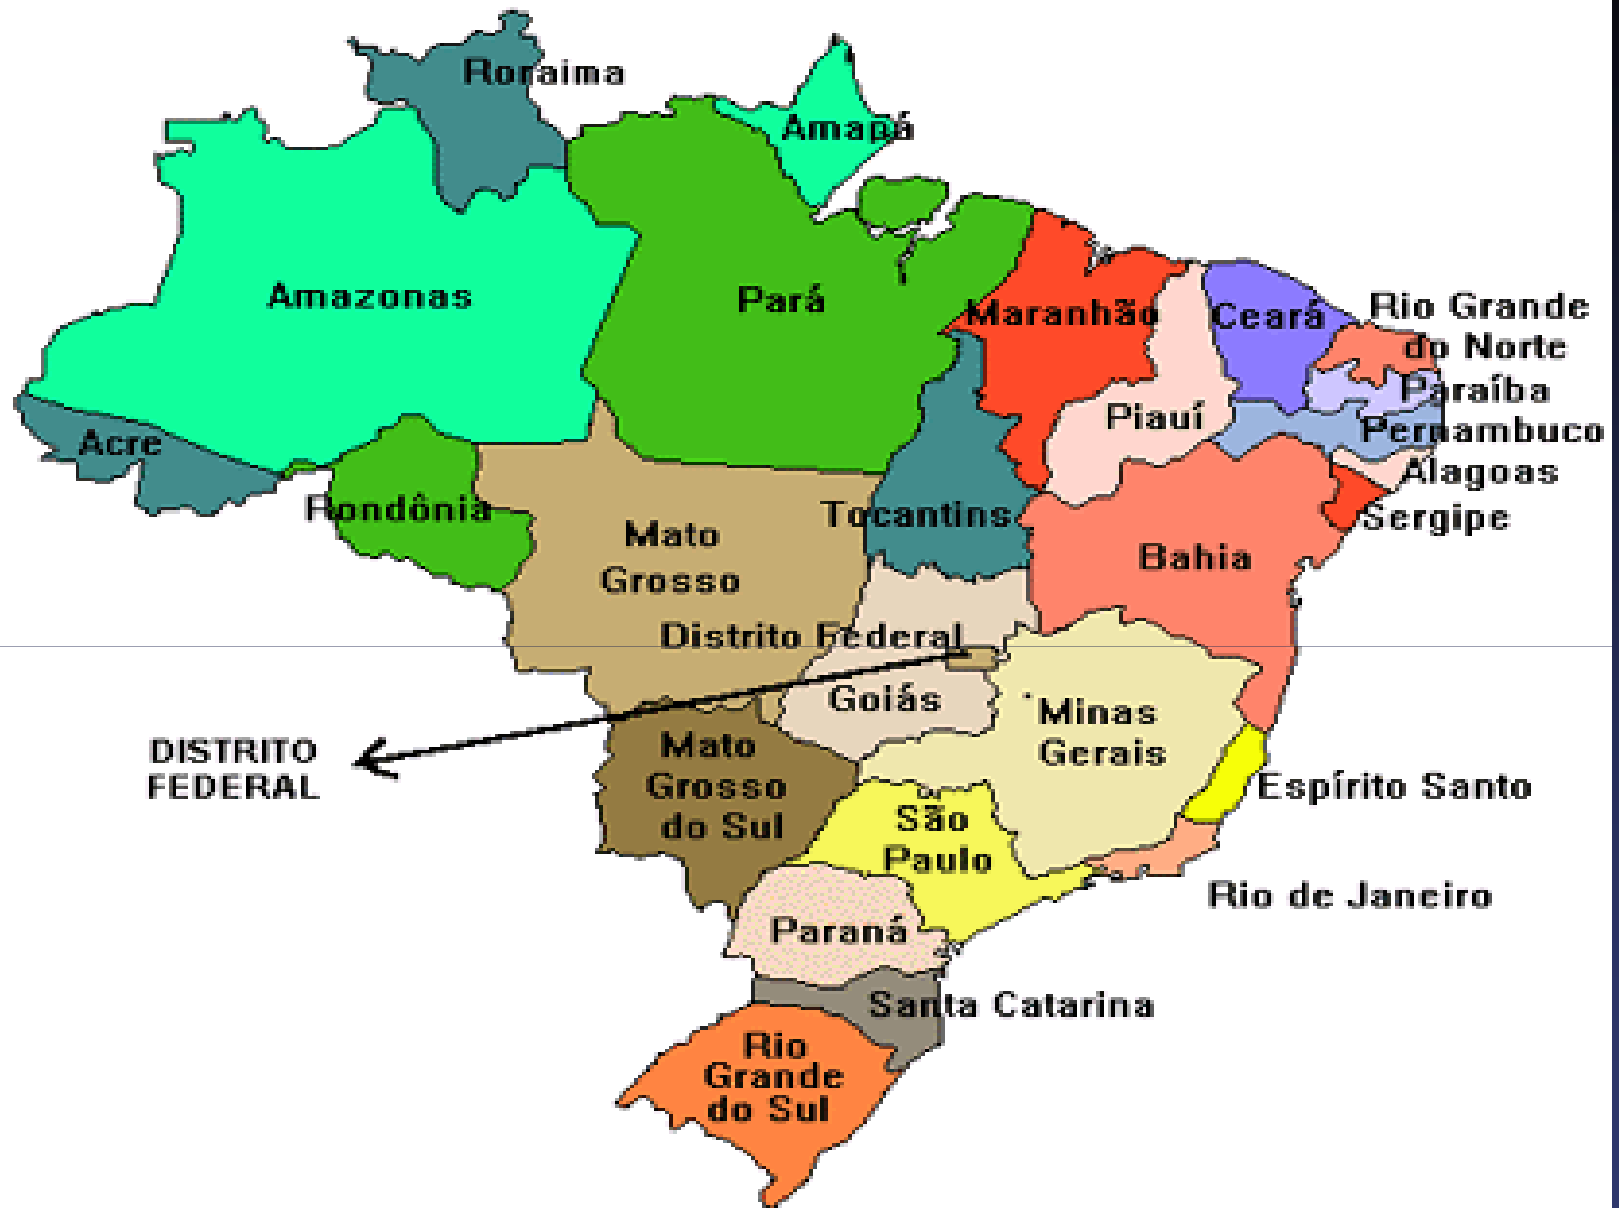 Roraima
Amapá
Amazonas
Pará
Maranhão
Ceará
Rio Grande
do Norte
Paraíba
Piauí
Pernambuco
Acre
Alagoas
Rondônia
Tocantins
Sergipe
Mato
Grosso
Bahia
Distrito Federal
Goiás
Minas
Gerais
DISTRITO
FEDERAL
Mato
Grosso
do Sul
Espírito Santo
São
Paulo
Rio de Janeiro
Paraná
Santa Catarina
Rio
Grande
do Sul